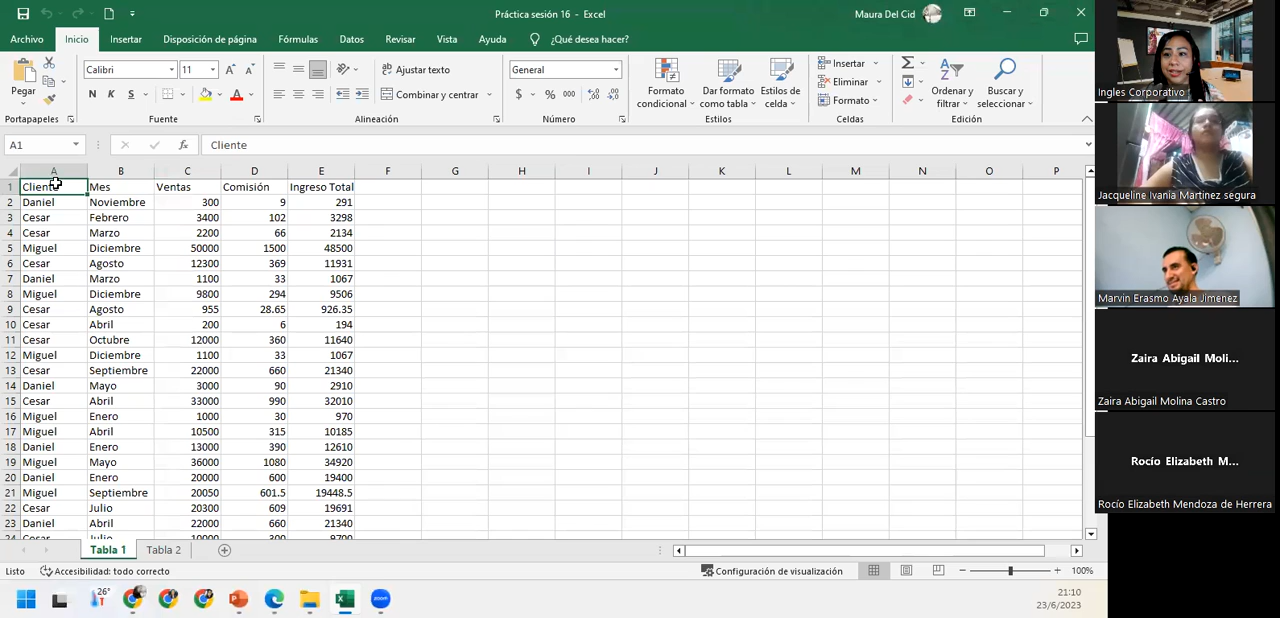 Práctica sesión 16 - Excel
Maura Del Cid
Archivo Inicio Insertar Disposición de página Fórmulas Datos Revisar Vista Ayuda ¿Qué desea hacer?
Pegar
Calibri 11
N K S
Ajustar texto
Combinar y centrar
General
$ % 000
Formato condicional
Dar formato como tabla
Estilos de celda
Insertar
Eliminar
Formato
Ordenar y filtrar
Buscar y seleccionar
Portapapeles Fuente Alineación Número Estilos Celdas Edición
A1 fx Cliente
A B C D E F G H I J K L M N O P
1 Cliente Mes Ventas Comisión Ingreso Total
2 Daniel Noviembre 300 9 291
3 Cesar Febrero 3400 102 3298
4 Cesar Marzo 2200 66 2134
5 Miguel Diciembre 50000 1500 48500
6 Cesar Agosto 12300 369 11931
7 Daniel Marzo 1100 33 1067
8 Miguel Diciembre 9800 294 9506
9 Cesar Agosto 955 28.65 926.35
10 Cesar Abril 200 6 194
11 Cesar Octubre 12000 360 11640
12 Miguel Diciembre 1100 33 1067
13 Cesar Septiembre 22000 660 21340
14 Daniel Mayo 3000 90 2910
15 Cesar Abril 33000 990 32010
16 Miguel Enero 1000 30 970
17 Miguel Abril 10500 315 10185
18 Daniel Enero 13000 390 12610
19 Miguel Mayo 36000 1080 34920
20 Daniel Enero 20000 600 19400
21 Miguel Septiembre 20050 601.5 19448.5
22 Cesar Julio 20300 609 19691
23 Daniel Abril 22000 660 21340
Cesar Julio 10000 300 9700
Tabla 1 Tabla 2
Listo Accesibilidad: todo correcto Configuración de visualización 100%
26°
zoom
21:10
23/6/2023
Ingles Corporativo
Jacqueline Ivania Martinez segura
Marvin Erasmo Ayala Jimenez
Zaira Abigail Moli...
Zaira Abigail Molina Castro
Rocío Elizabeth M...
Rocío Elizabeth Mendoza de Herrera